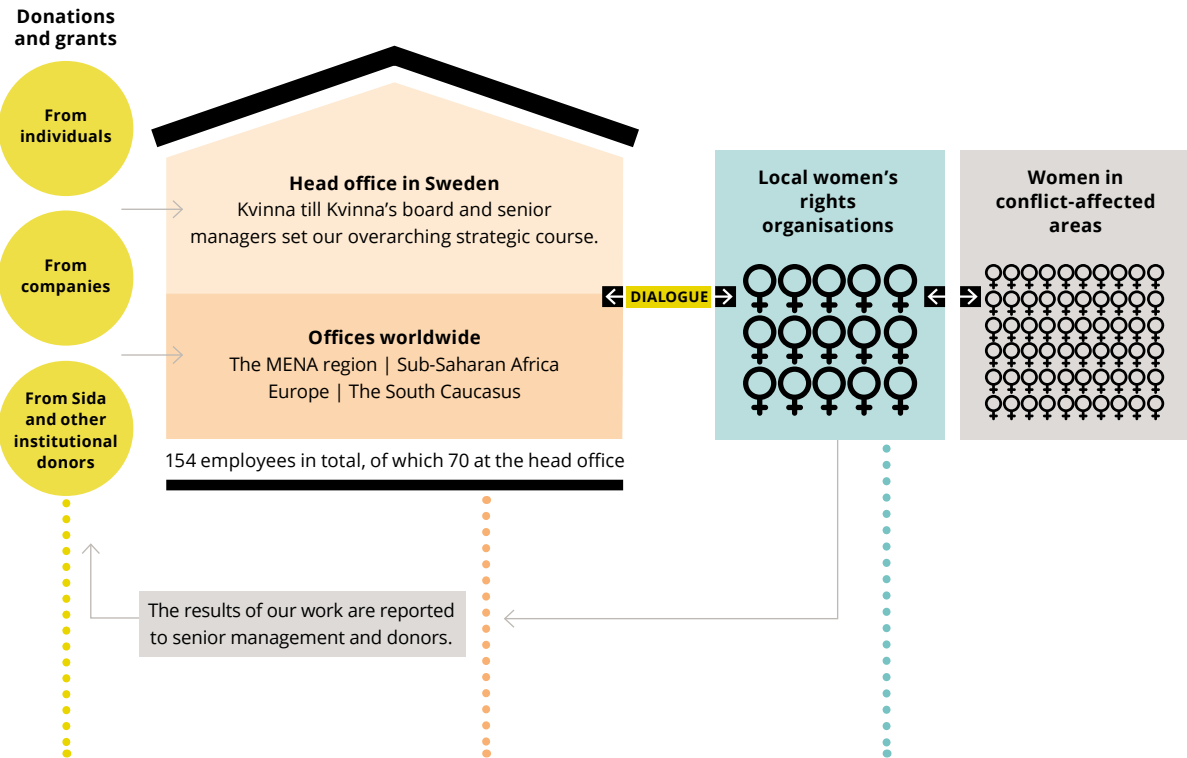 Donations
and grants
From
individuals
From
companies
From Sida
and other
institutional
donors
Head office in Sweden
Kvinna till Kvinna’s board and senior
managers set our overarching strategic course.
Offices worldwide
The MENA region | Sub-Saharan Africa
Europe | The South Caucasus
154 employees in total, of which 70 at the head office
DIALOGUE
Local women’s
rights
organisations
Women in
conflict-affected
areas
The results of our work are reported
to senior management and donors.